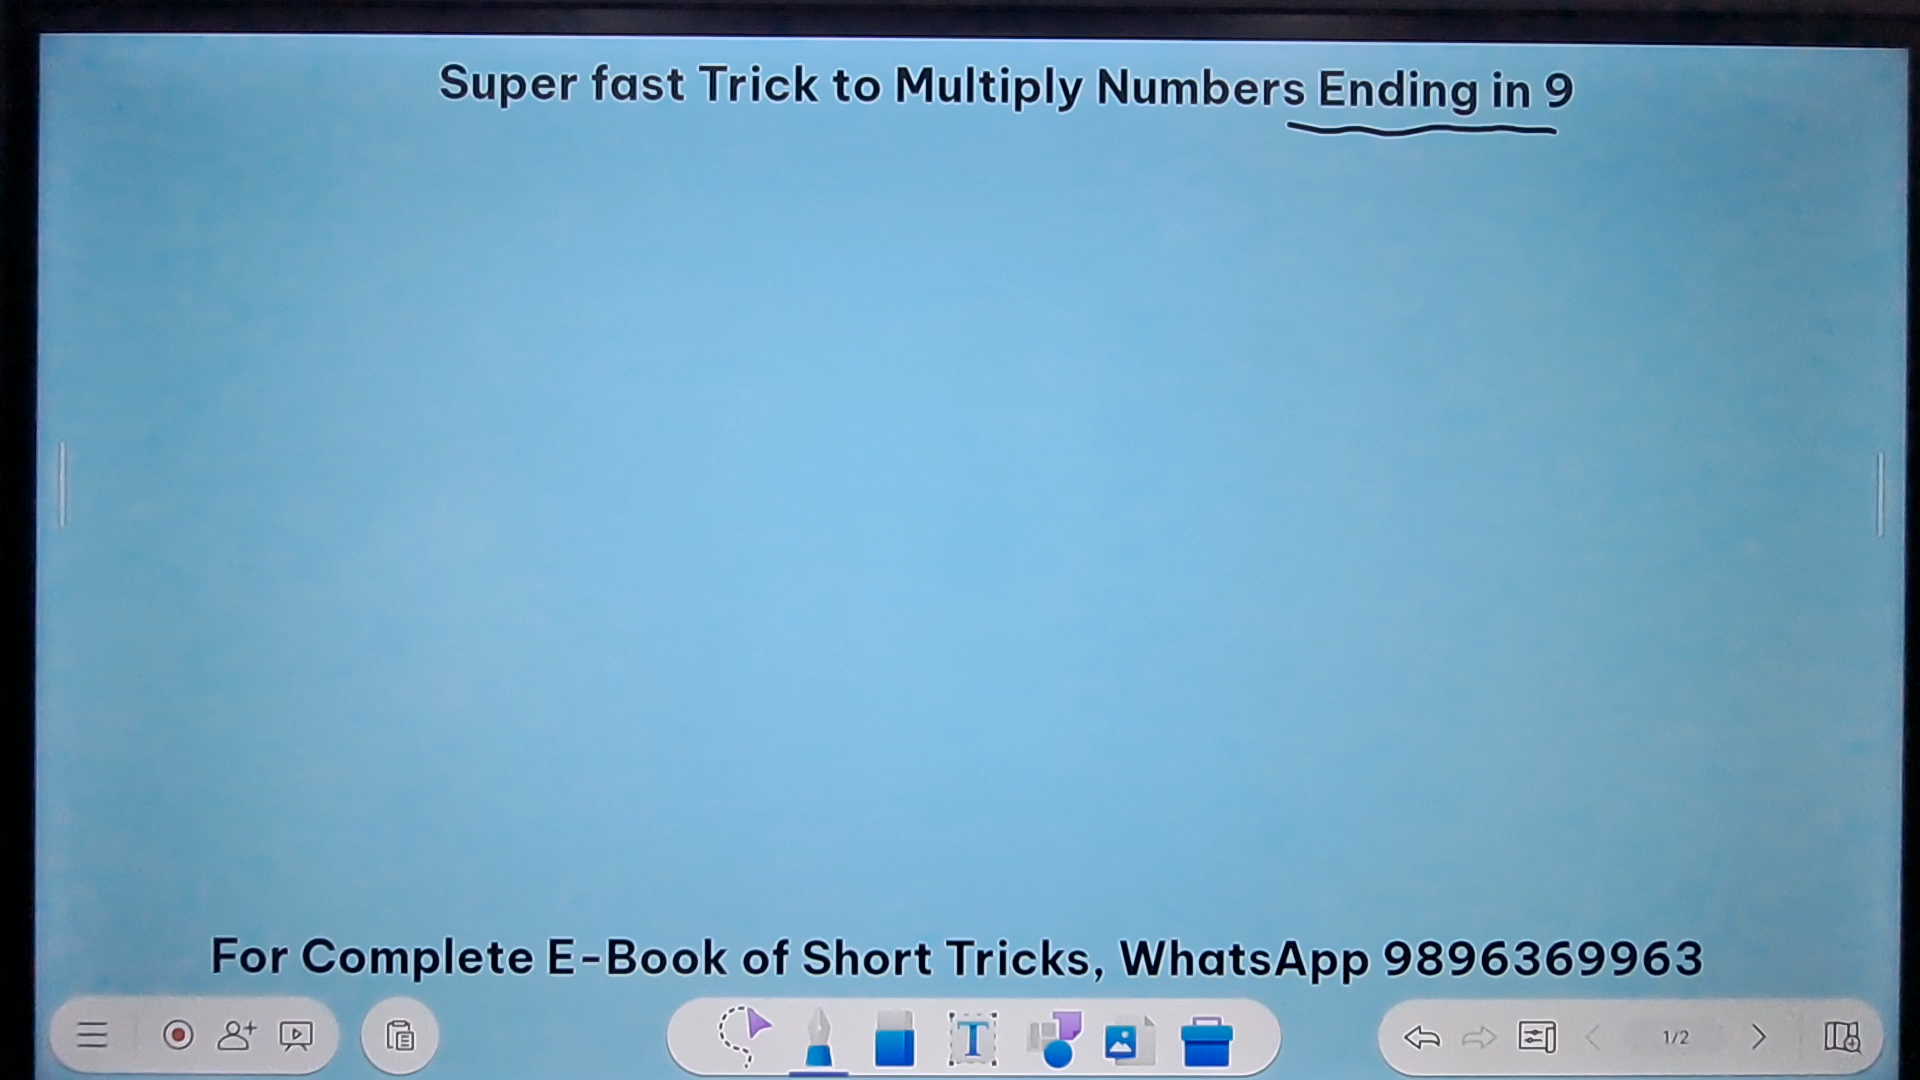 Super fast Trick to Multiply Numbers Ending in 9
For Complete E-Book of Short Tricks, WhatsApp 9896369963
T
1/2